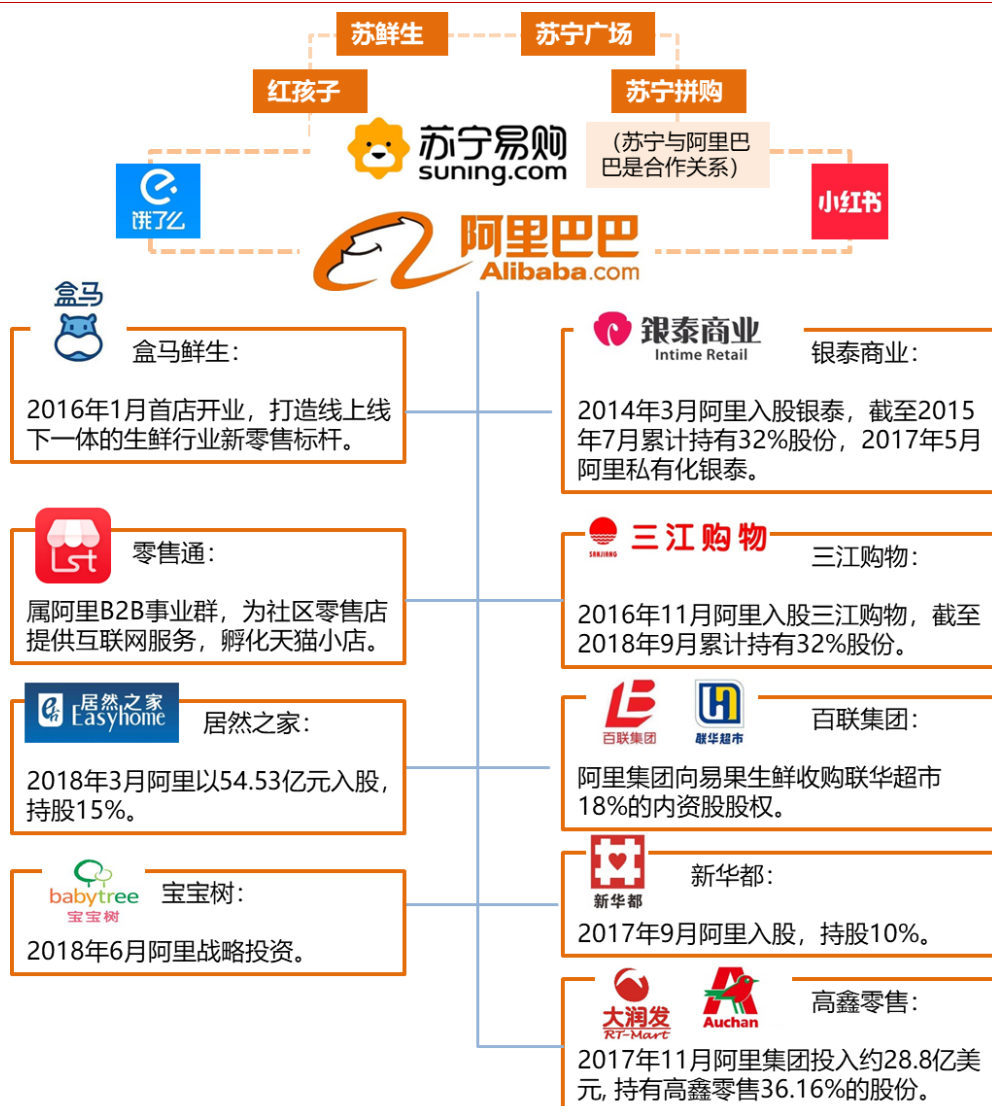 苏鲜生
苏宁广场
红孩子
苏宁拼购
苏宁易购
suning.com
（苏宁与阿里巴
巴是合作关系）
饿了么
小红书
阿里巴巴
Alibaba.com
盒马
盒马鲜生：
2016年1月首店开业，打造线上线
下一体的生鲜行业新零售标杆。
銀泰商业
Intime Retail
银泰商业：
2014年3月阿里入股银泰，截至2015
年7月累计持有32%股份，2017年5月
阿里私有化银泰。
Lst
零售通：
属阿里B2B事业群，为社区零售店
提供互联网服务，孵化天猫小店。
SANJIANG
三江购物
三江购物：
2016年11月阿里入股三江购物，截至
2018年9月累计持有32%股份。
居然之家
Easyhome
居然之家：
2018年3月阿里以54.53亿元入股，
持股15%。
百联集团
联华超市
百联集团：
阿里集团向易果生鲜收购联华超市
18%的内资股股权。
babytree
宝宝树
宝宝树：
2018年6月阿里战略投资。
新华都
新华都：
2017年9月阿里入股，持股10%。
大润发
RT-Mart
Auchan
高鑫零售：
2017年11月阿里集团投入约28.8亿美
元, 持有高鑫零售36.16%的股份。